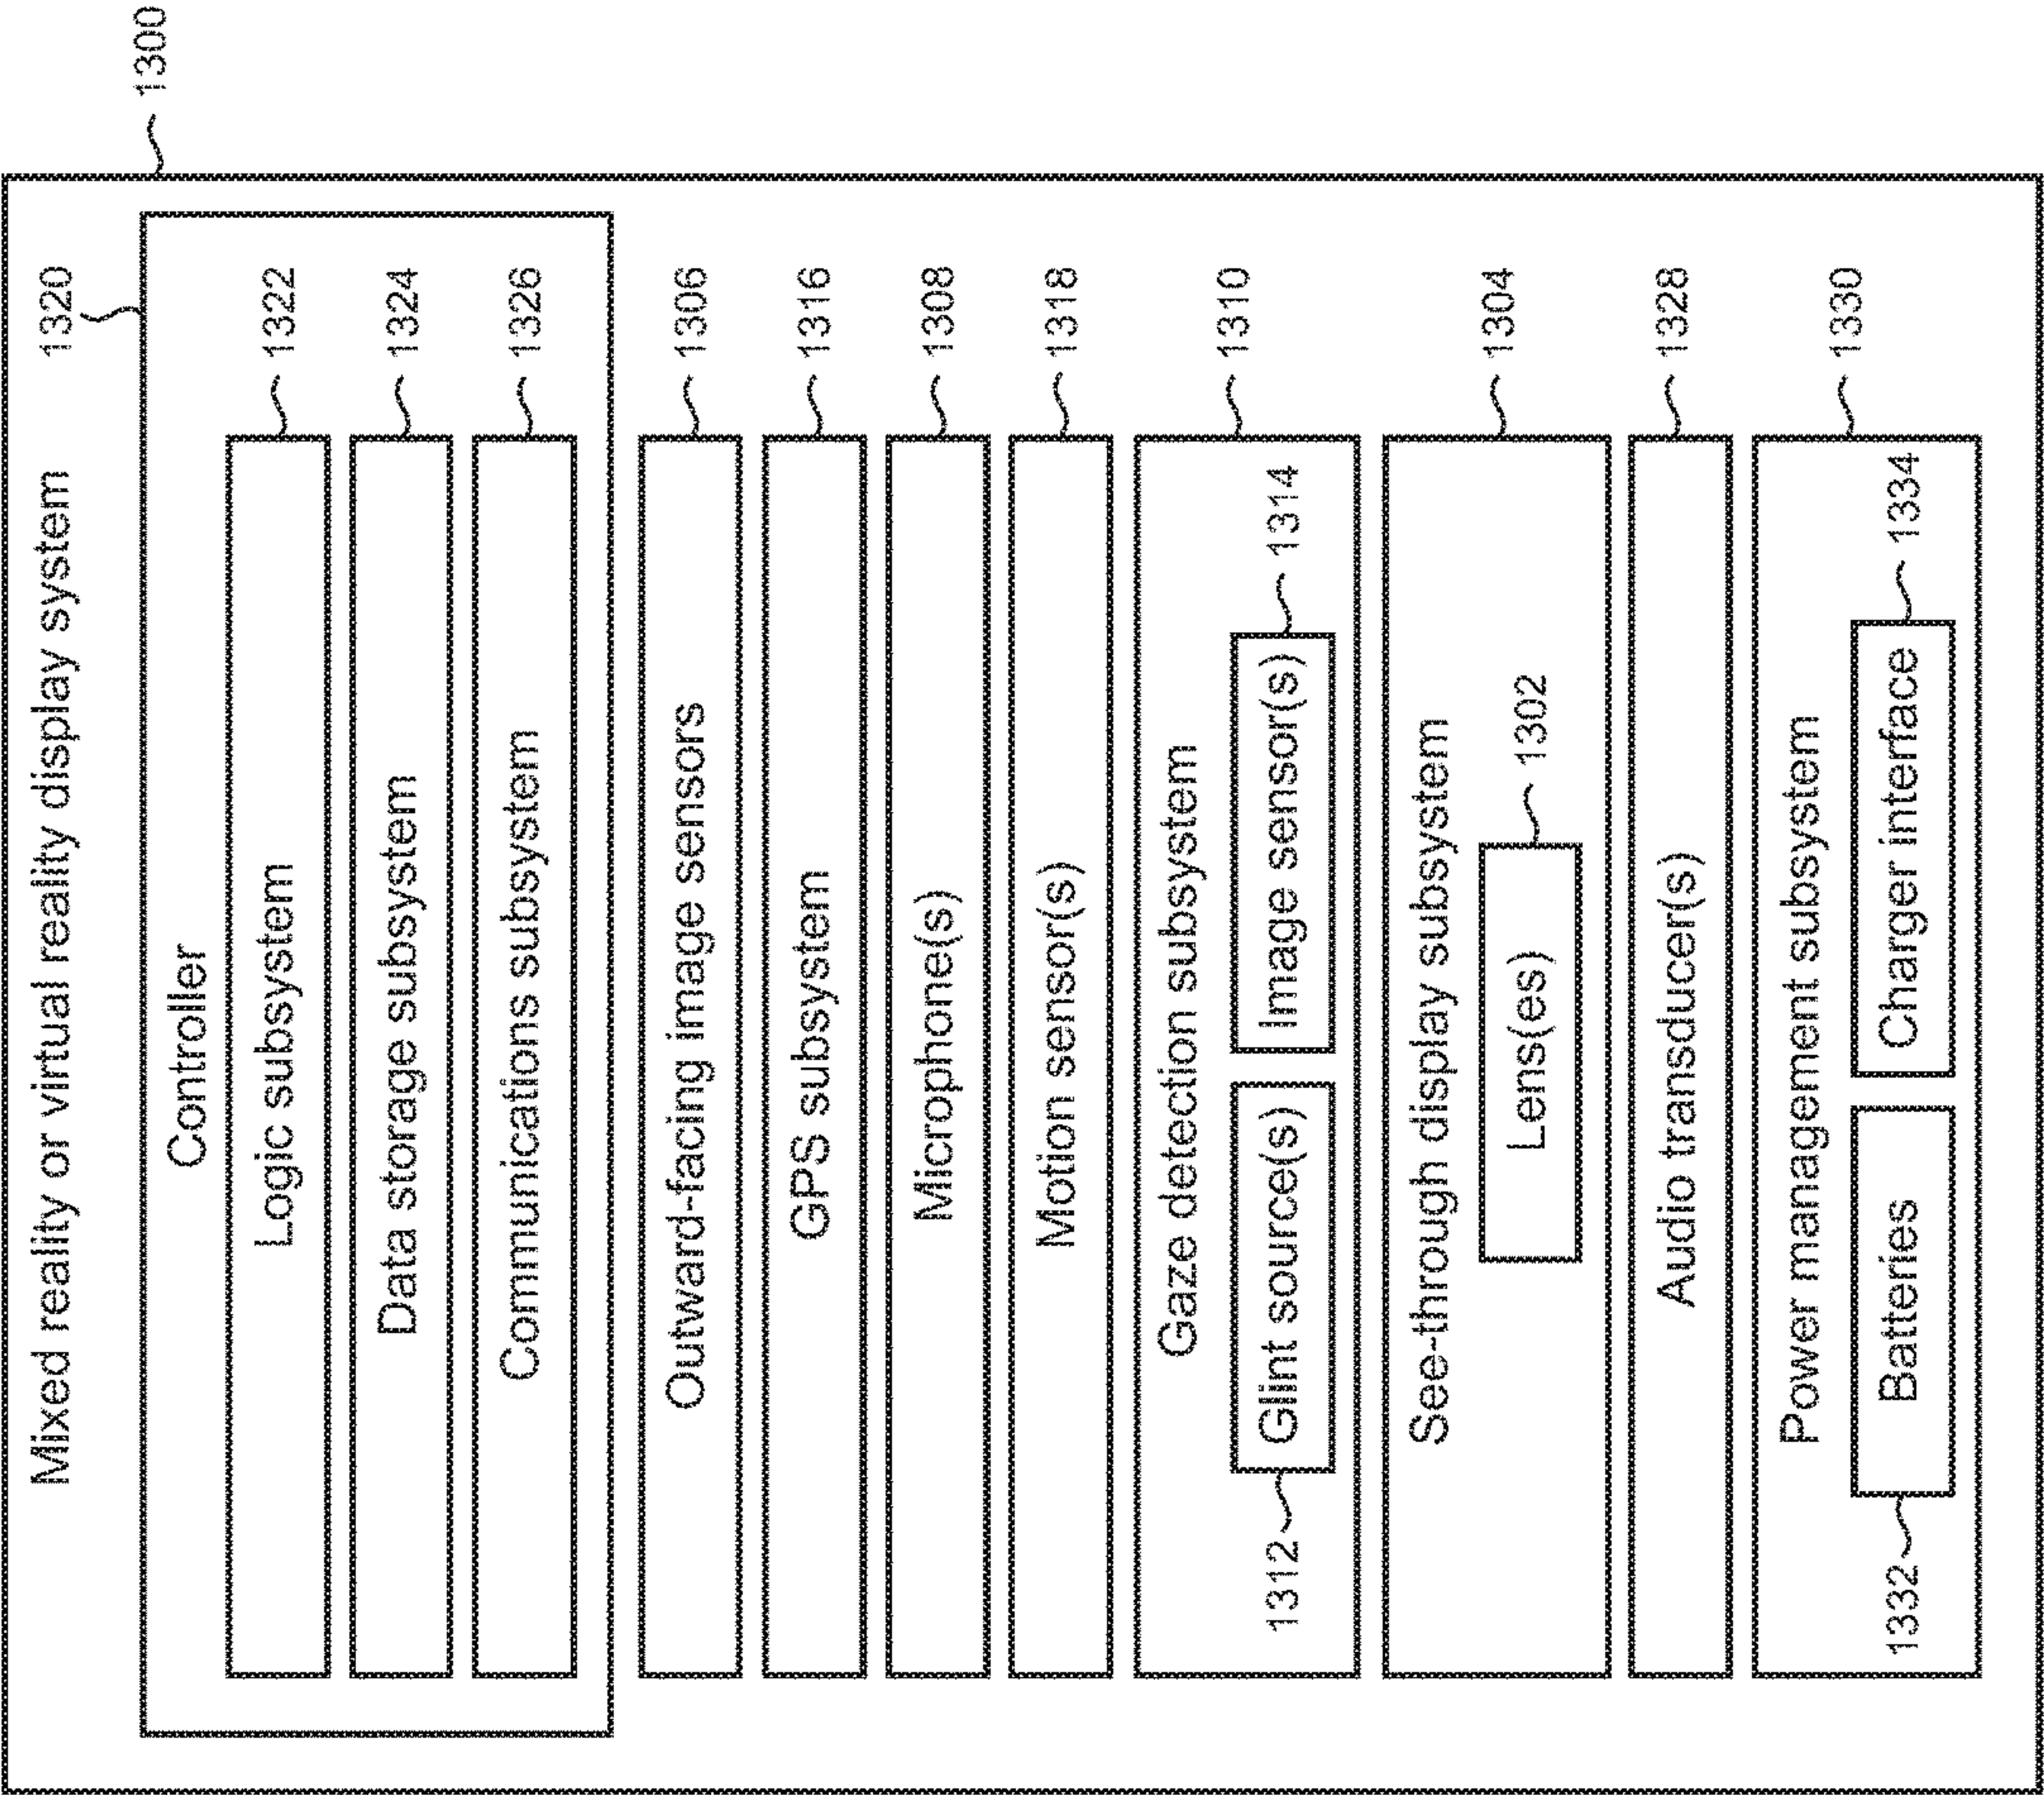 1300
Mixed reality or virtual reality display system
1320
Controller
Logic subsystem
1322
Data storage subsystem
1324
Communications subsystem
1326
Outward-facing image sensors
1306
GPS subsystem
1316
Microphone(s)
1308
Motion sensor(s)
1318
Gaze detection subsystem
1310
1312
Glint source(s)
Image sensor(s)
1314
See-through display subsystem
1304
Lens(es)
1302
Audio transducer(s)
1328
Power management subsystem
1330
1332
Batteries
Charger interface
1334